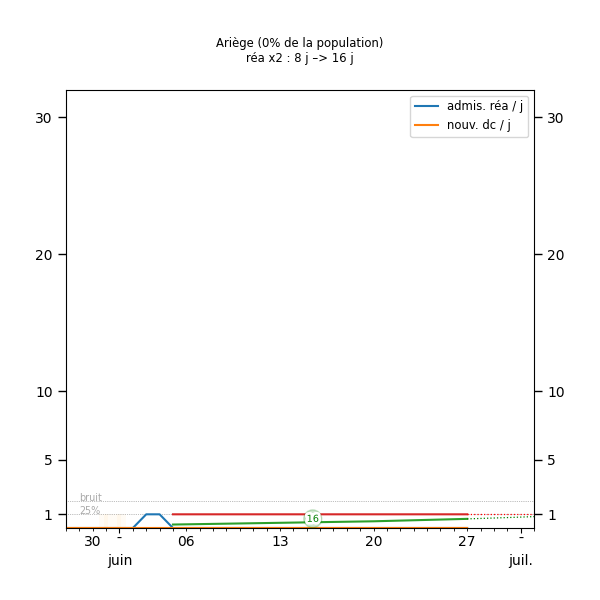 Ariège (0% de la population)
réa x2 : 8 j –> 16 j
admis. réa / j
nouv. dc / j
30
30
20
20
10
10
5
5
bruit
25%
1
1
16
30
-
06
13
20
27
-
juin
juil.